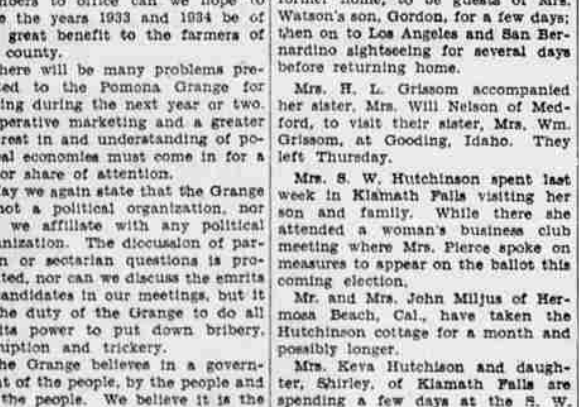 the years 1933 and 1934 be of
great benefit to the farmers of
county.
here will be many problems pre-
ted to the Pomona Grange for
ing during the next year or two.
perative marketing and a greater
rest in and understanding of po-
al economies must come in for a
or share of attention.
ay we again state that the Grange
not a political organization, nor
we affiliate with any political
anization. The diocussion of par-
n or sectarian questions is pro-
ted, nor can we discuss the emrits
andidates in our meetings, but it
he duty of the Grange to do all
its power to put down bribery,
uption and trickery.
he Grange believes in a govern-
t of the people, by the people and
the people. We believe it is the
Watson's son, Gordon, for a few days;
then on to Los Angeles and San Ber-
nardino sightseeing for several days
before returning home.
Mrs. H. L. Grissom accompanied
her sister, Mrs. Will Nelson of Med-
ford, to visit their sister, Mrs. Wm.
Grissom, at Gooding, Idaho. They
left Thursday.
Mrs. S. W. Hutchinson spent last
week in Klamath Falls visiting her
son and family. While there she
attended a woman's business club
meeting where Mrs. Pierce spoke on
measures to appear on the ballot this
coming election.
Mr. and Mrs. John Miljus of Her-
mosa Beach, Cal., have taken the
Hutchinson cottage for a month and
possibly longer.
Mrs. Keva Hutchison and daugh-
ter, Shirley, of Klamath Falls are
spending a few days at the S. W.